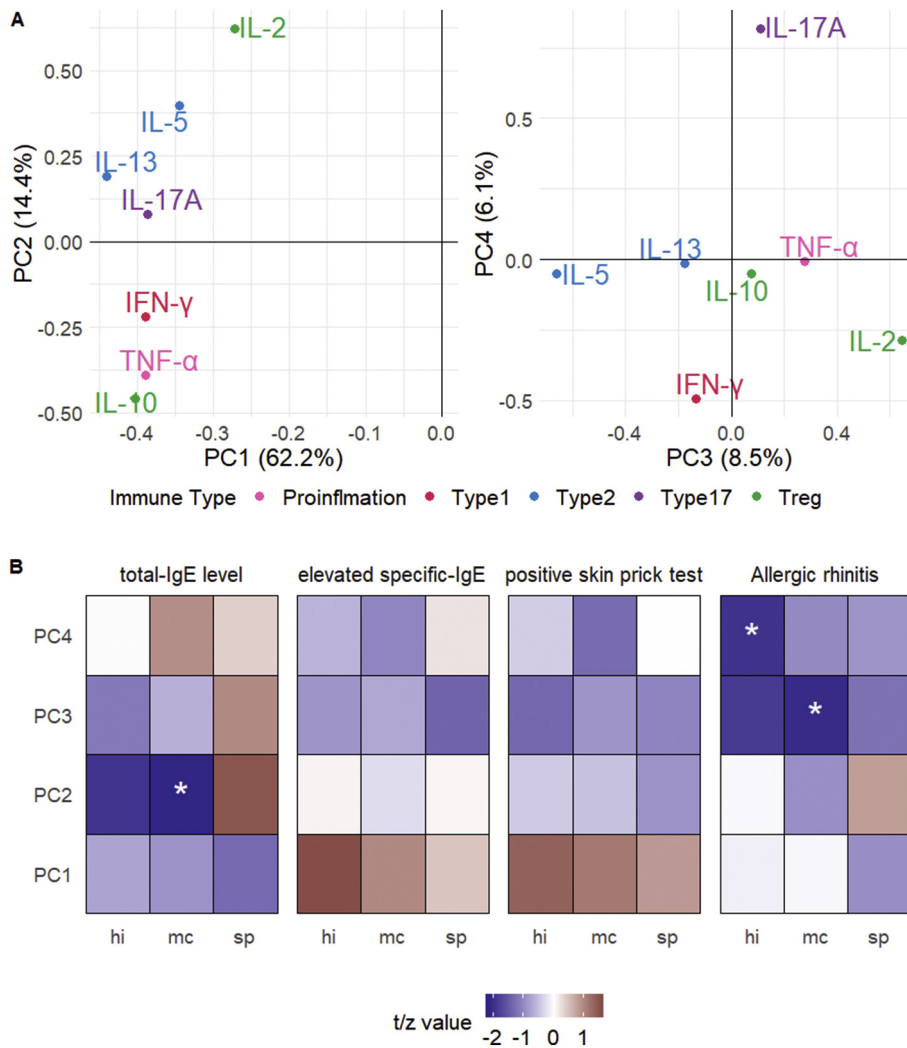 A
IL-2
IL-17A
0.50
IL-5
0.5
IL-13
0.25
IL-17A
PC2 (14.4%)
PC4 (6.1%)
0.00
0.0
IL-13
TNF-α
IL-5
IL-10
IFN-γ
-0.25
IL-2
TNF-α
IL-10
IFN-γ
-0.50
-0.5
-0.4 -0.3 -0.2 -0.1 0.0
-0.4 0.0 0.4
PC1 (62.2%)
PC3 (8.5%)
Immune Type Proinflmation Type1 Type2 Type17 Treg
B
total-IgE level elevated specific-IgE positive skin prick test Allergic rhinitis
PC4 *
PC3 *
PC2 *
PC1
hi mc sp hi mc sp hi mc sp hi mc sp
t/z value
-2 -1 0 1